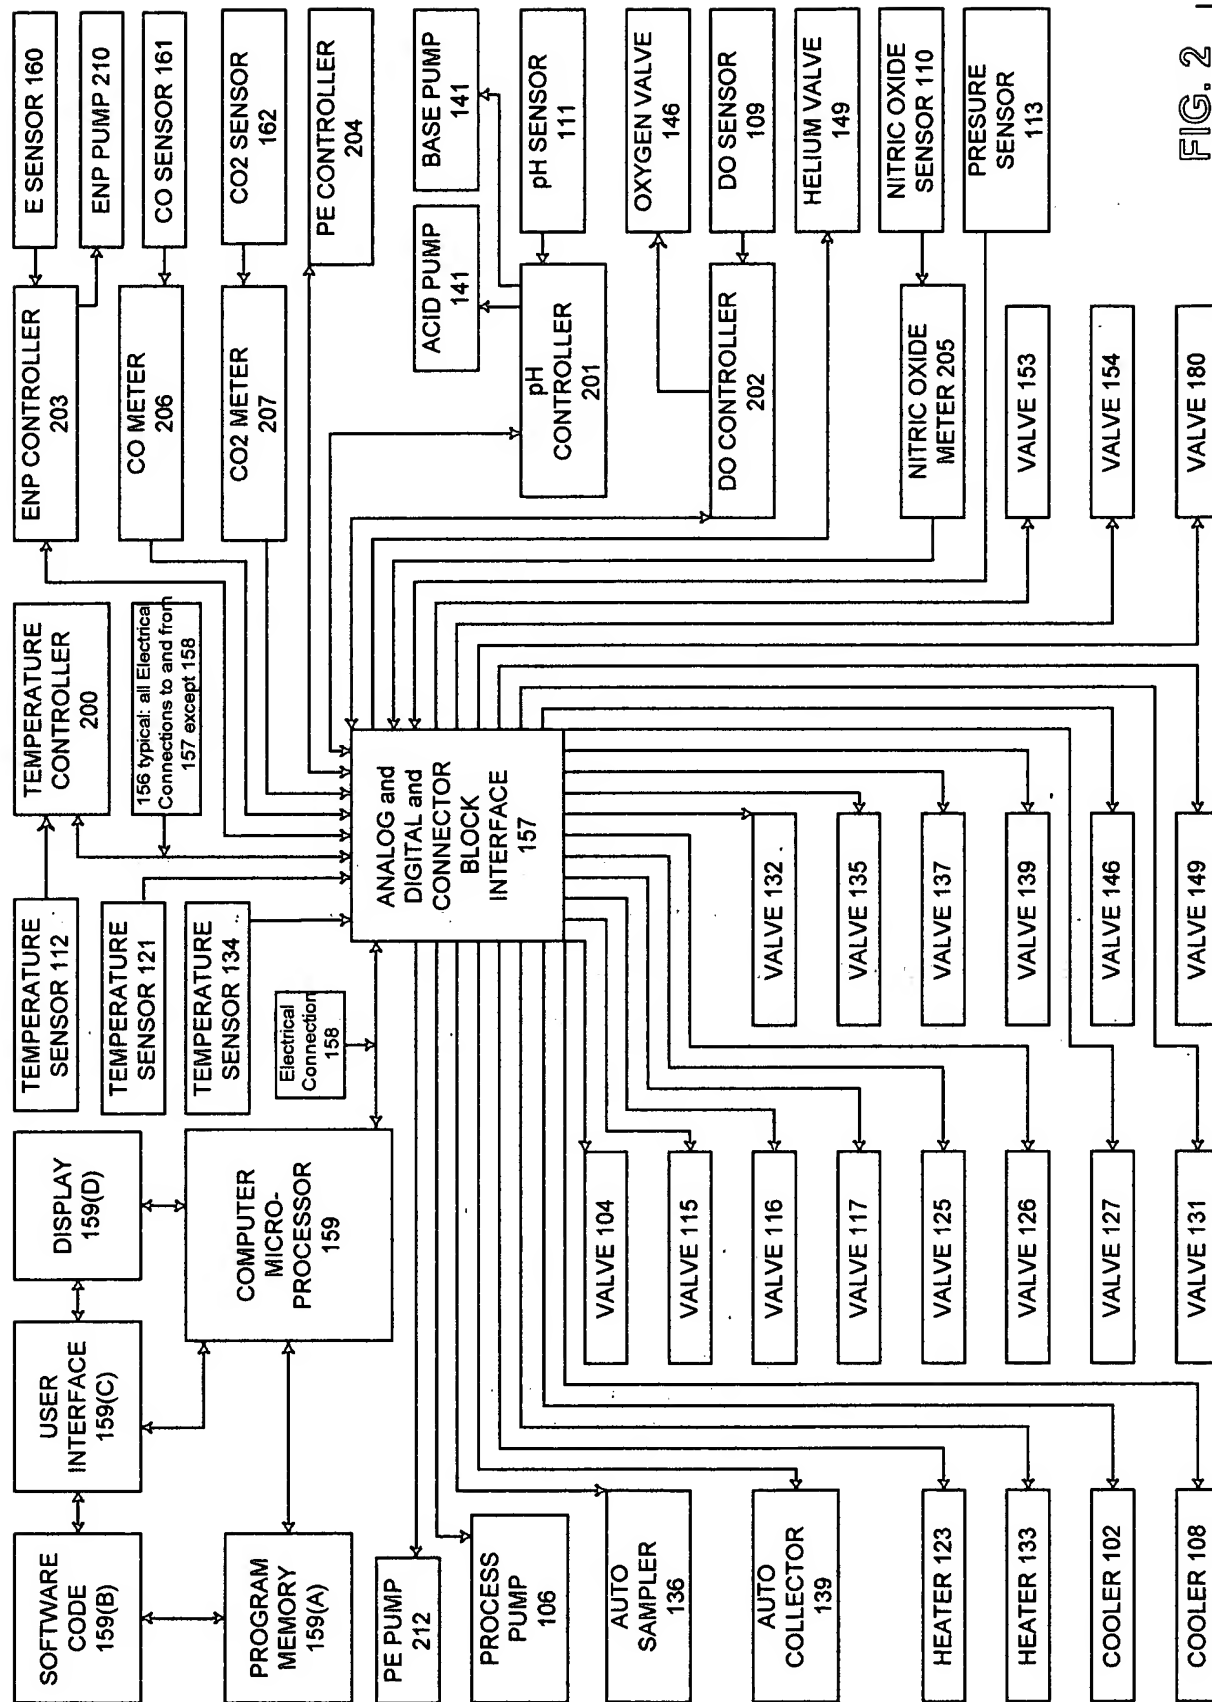 SOFTWARE
CODE
159(B)
USER
INTERFACE
159(C)
DISPLAY
159(D)
PROGRAM
MEMORY
159(A)
COMPUTER
MICRO-
PROCESSOR
159
TEMPERATURE
SENSOR 112
TEMPERATURE
SENSOR 121
TEMPERATURE
SENSOR 134
Electrical
Connection
158
TEMPERATURE
CONTROLLER
200
156 typical: all Electrical
Connections to and from
157 except 158
ENP CONTROLLER
203
CO METER
206
CO2 METER
207
E SENSOR 160
ENP PUMP 210
CO SENSOR 161
CO2 SENSOR
162
PE CONTROLLER
204
ACID PUMP
141
BASE PUMP
141
pH
CONTROLLER
201
pH SENSOR
111
OXYGEN VALVE
146
DO CONTROLLER
202
DO SENSOR
109
HELIUM VALVE
149
NITRIC OXIDE
METER 205
NITRIC OXIDE
SENSOR 110
PRESURE
SENSOR
113
ANALOG and
DIGITAL and
CONNECTOR
BLOCK
INTERFACE
157
PE PUMP
212
PROCESS
PUMP
106
AUTO
SAMPLER
136
AUTO
COLLECTOR
139
HEATER 123
HEATER 133
COOLER 102
COOLER 108
VALVE 104
VALVE 115
VALVE 116
VALVE 117
VALVE 125
VALVE 126
VALVE 127
VALVE 131
VALVE 132
VALVE 135
VALVE 137
VALVE 139
VALVE 146
VALVE 149
VALVE 153
VALVE 154
VALVE 180
FIG. 2